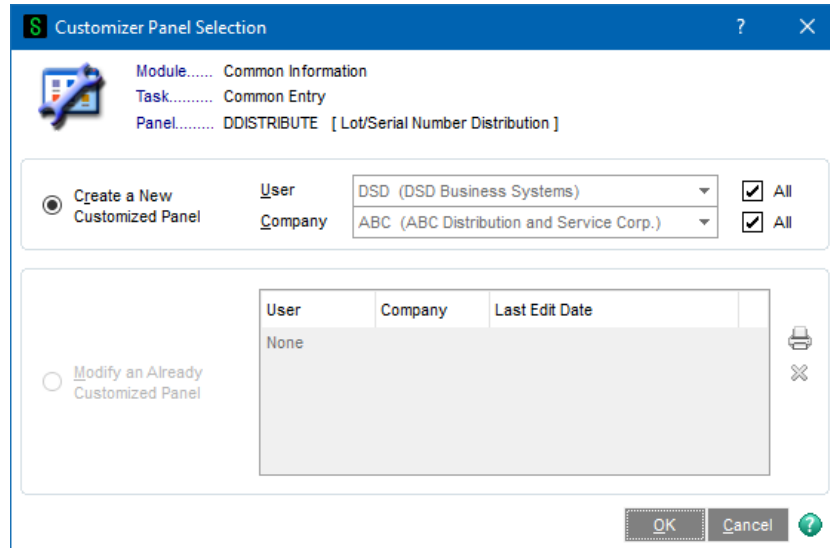 S Customizer Panel Selection ? ×
Module...... Common Information
Task.......... Common Entry
Panel......... DDISTRIBUTE [ Lot/Serial Number Distribution ]
Create a New Customized Panel
User DSD (DSD Business Systems) All
Company ABC (ABC Distribution and Service Corp.) All
Modify an Already Customized Panel
User Company Last Edit Date
None
OK Cancel ?